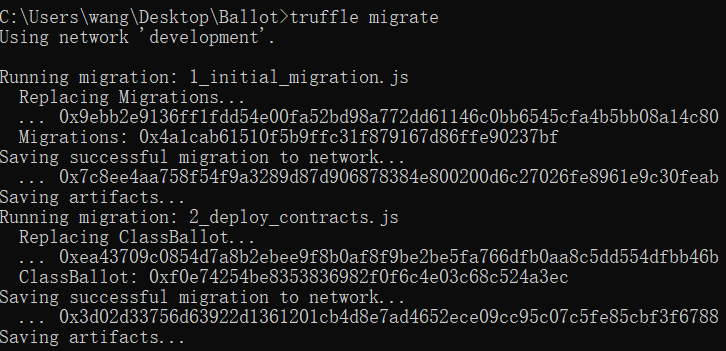 C:\Users\wang\Desktop\Ballot>truffle migrate
Using network 'development'.
Running migration: 1_initial_migration.js
Replacing Migrations...
... 0x9ebb2e9136ff1fdd54e00fa52bd98a772dd61146c0bb6545cfa4b5bb08a14c80
Migrations: 0x4a1cab61510f5b9ffc31f879167d86ffe90237bf
Saving successful migration to network...
... 0x7c8ee4aa758f54f9a3289d87d906878384e800200d6c27026fe8961e9c30feab
Saving artifacts...
Running migration: 2_deploy_contracts.js
Replacing ClassBallot...
... 0xea43709c0854d7a8b2ebee9f8b0af8f9be2be5fa766dfb0aa8c5dd554dfbb46b
ClassBallot: 0xf0e74254be8353836982f0f6c4e03c68c524a3ec
Saving successful migration to network...
... 0x3d02d33756d63922d1361201cb4d8e7ad4652ece09cc95c07c5fe85cbf3f6788
Saving artifacts...